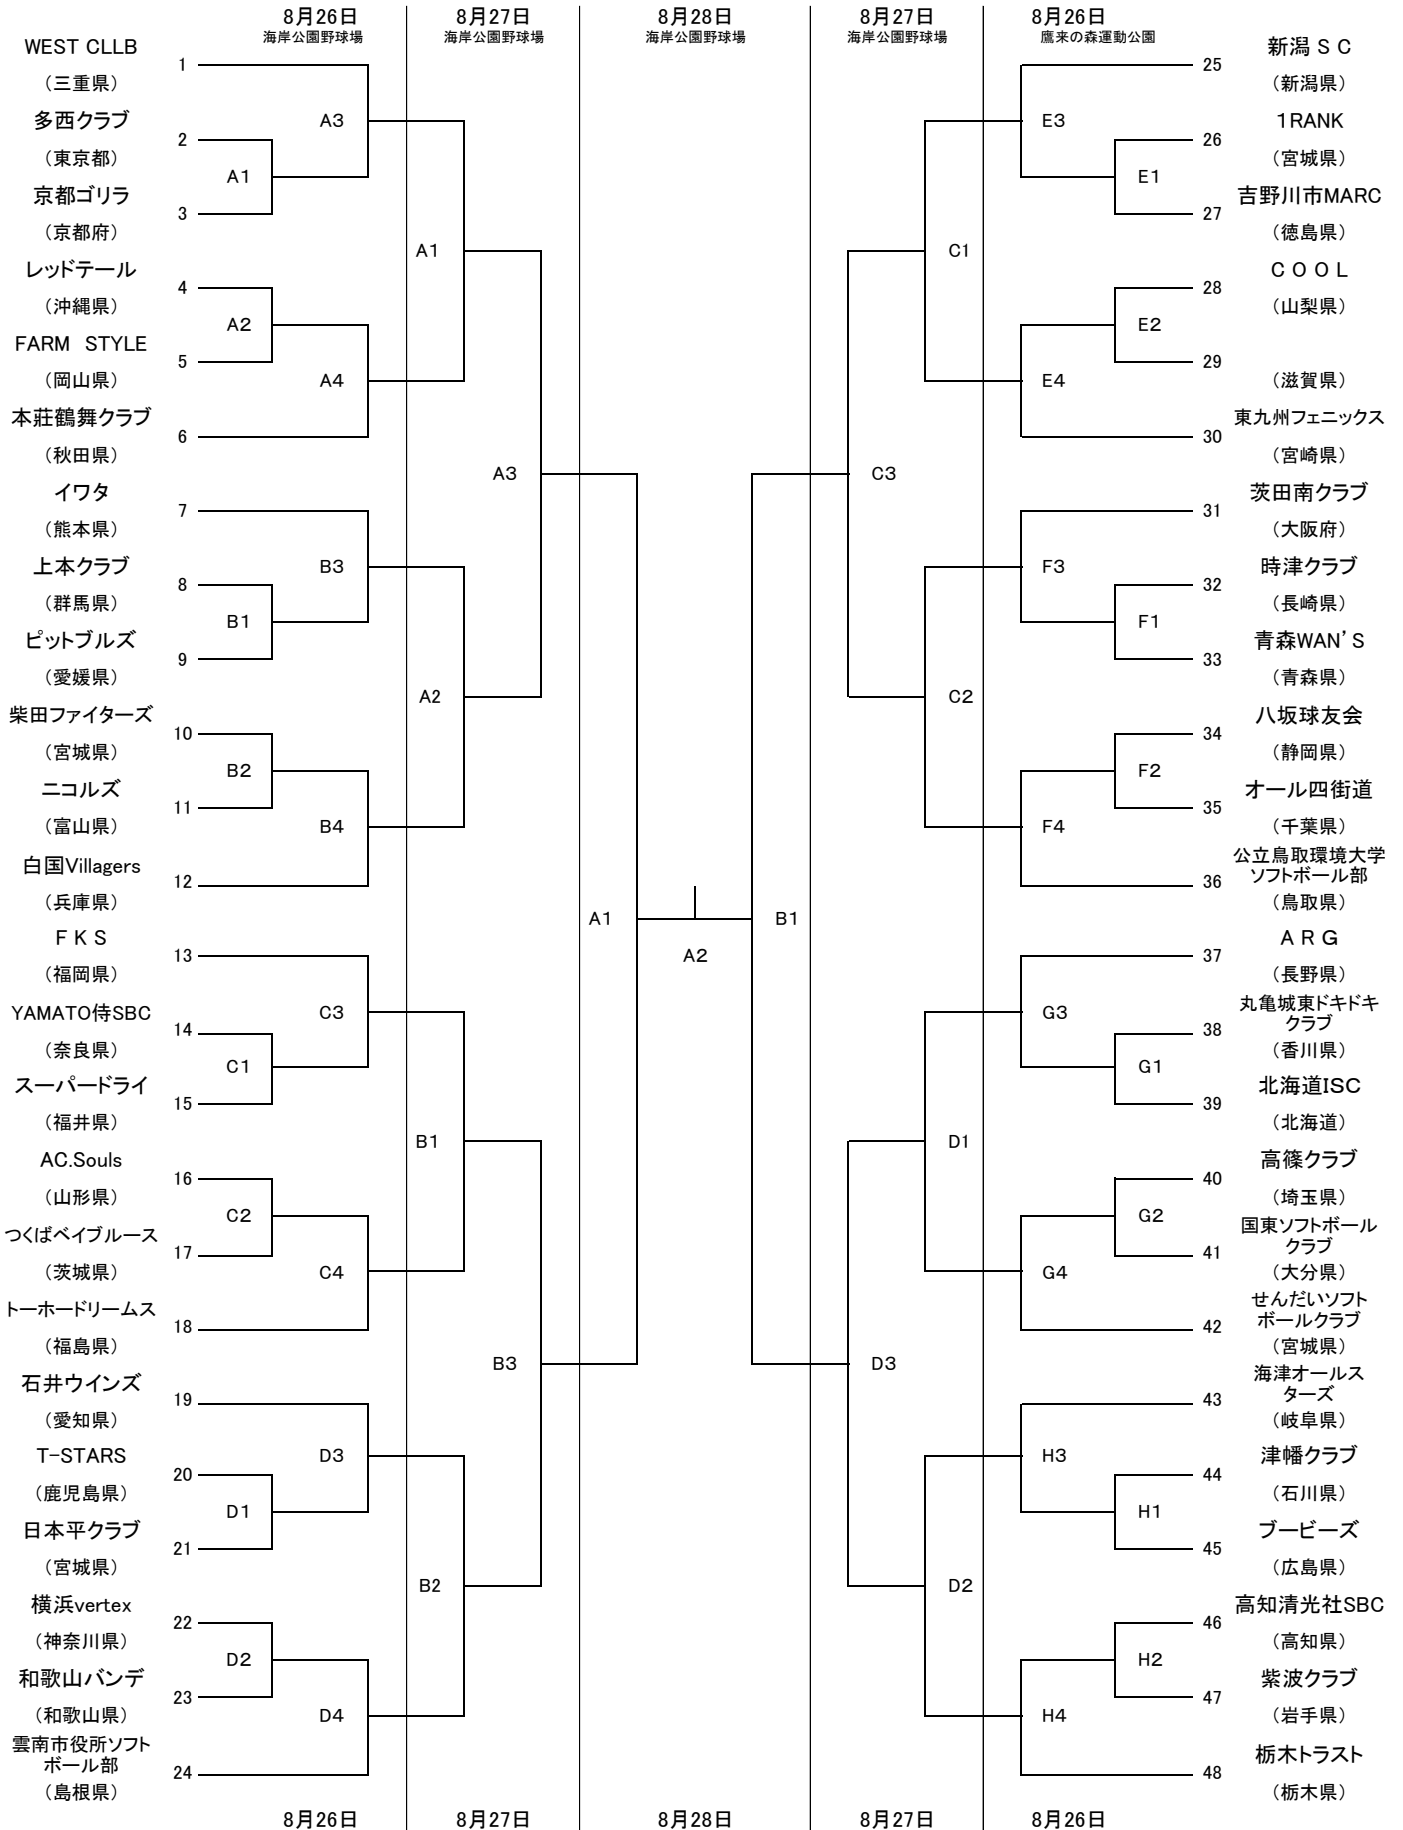 8月26日 8月27日 8月28日 8月27日 8月26日
海岸公園野球場 海岸公園野球場 海岸公園野球場 海岸公園野球場 鷹来の森運動公園
WEST CLLB
1
（三重県）
多西クラブ
2
（東京都）
京都ゴリラ
3
（京都府）
レッドテール
4
（沖縄県）
FARM　STYLE
5
（岡山県）
本荘鶴舞クラブ
6
（秋田県）
イワタ
7
（熊本県）
上本クラブ
8
（群馬県）
ピットブルズ
9
（愛媛県）
柴田ファイターズ
10
（宮城県）
ニコルズ
11
（富山県）
白国Villagers
12
（兵庫県）
F K S
13
（福岡県）
YAMATO侍SBC
14
（奈良県）
スーパードライ
15
（福井県）
AC.Souls
16
（山形県）
つくばベイブルース
17
（茨城県）
トーホードリームス
18
（福島県）
石井ウインズ
19
（愛知県）
T-STARS
20
（鹿児島県）
日本平クラブ
21
（宮城県）
横浜vertex
22
（神奈川県）
和歌山バンデ
23
（和歌山県）
雲南市役所ソフト
ボール部
24
（島根県）
A3
A1
A2
A4
B3
B1
B2
B4
C3
C1
C2
C4
D3
D1
D2
D4
A1
A2
B1
B2
A3
B3
A1
A2
B1
C3
D3
C1
C2
D1
D2
E3
E1
E2
E4
F3
F1
F2
F4
G3
G1
G2
G4
H3
H1
H2
H4
新潟 S C
25
（新潟県）
1RANK
26
（宮城県）
吉野川市MARC
27
（徳島県）
C O O L
28
（山梨県）
29
（滋賀県）
東九州フェニックス
30
（宮崎県）
茨田南クラブ
31
（大阪府）
時津クラブ
32
（長崎県）
青森WAN’S
33
（青森県）
八坂球友会
34
（静岡県）
オール四街道
35
（千葉県）
公立鳥取環境大学
ソフトボール部
36
（鳥取県）
A R G
37
（長野県）
丸亀城東ドキドキ
クラブ
38
（香川県）
北海道ISC
39
（北海道）
高篠クラブ
40
（埼玉県）
国東ソフトボール
クラブ
41
（大分県）
せんだいソフト
ボールクラブ
42
（宮城県）
海津オールス
ターズ
43
（岐阜県）
津幡クラブ
44
（石川県）
ブービーズ
45
（広島県）
高知清光社SBC
46
（高知県）
紫波クラブ
47
（岩手県）
栃木トラスト
48
（栃木県）
8月26日 8月27日 8月28日 8月27日 8月26日